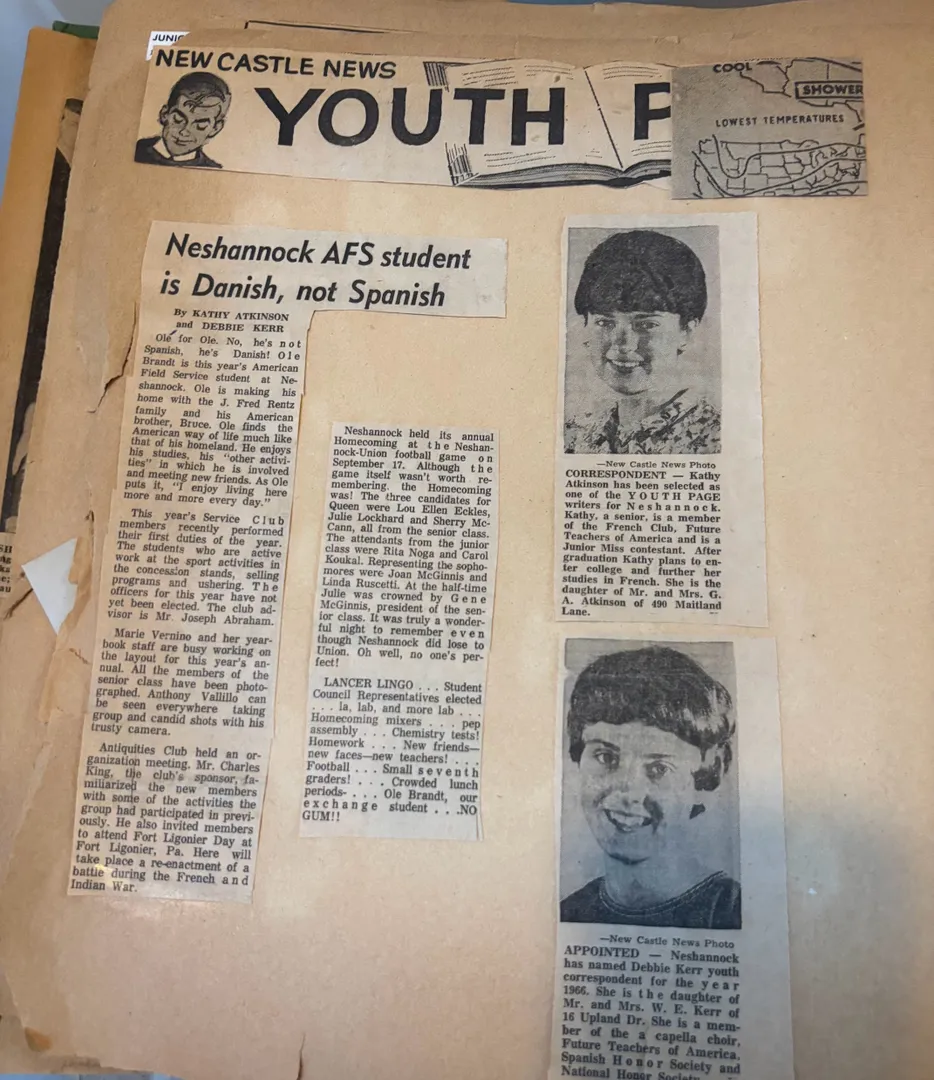 JUNIO
NEW CASTLE NEWS
YOUTH P
COOL
SHOWER
LOWEST TEMPERATURES
Neshannock AFS student
is Danish, not Spanish
By KATHY ATKINSON
and DEBBIE KERR
Olé for Ole. No, he's not
Spanish, he's Danish! Ole
Brandt is this year's American
Field Service student at Ne-
shannock. Ole is making his
home with the J. Fred Rentz
family and his American
brother, Bruce. Ole finds the
American way of life much like
that of his homeland. He enjoys
his studies, his "other activi-
ties" in which he is involved
and meeting new friends. As Ole
puts it, "I enjoy living here
more and more every day."
This year's Service Club
members recently performed
their first duties of the year.
The students who are active
work at the sport activities in
the concession stands, selling
programs and ushering. The
officers for this year have not
yet been elected. The club ad-
visor is Mr. Joseph Abraham.
Marie Vernino and her year-
book staff are busy working on
the layout for this year's an-
nual. All the members of the
senior class have been photo-
graphed. Anthony Vallillo can
be seen everywhere taking
group and candid shots with his
trusty camera.
Antiquities Club held an or-
ganization meeting. Mr. Charles
King, the club's sponsor, fa-
miliarized the new members
with some of the activities the
group had participated in previ-
ously. He also invited members
to attend Fort Ligonier Day at
Fort Ligonier, Pa. Here will
take place a re-enactment of a
battle during the French and
Indian War.
Neshannock held its annual
Homecoming at the Neshan-
nock-Union football game on
September 17. Although the
game itself wasn't worth re-
membering, the Homecoming
was! The three candidates for
Queen were Lou Ellen Eckles,
Julie Lockhard and Sherry Mc-
Cann, all from the senior class.
The attendants from the junior
class were Rita Noga and Carol
Koukal. Representing the sopho-
mores were Joan McGinnis and
Linda Ruscetti. At the half-time
Julie was crowned by Gene
McGinnis, president of the sen-
ior class. It was truly a wonder-
ful night to remember even
though Neshannock did lose to
Union. Oh well, no one's per-
fect!
LANCER LINGO . . . Student
Council Representatives elected
. . . la, lab, and more lab . . .
Homecoming mixers . . . pep
assembly . . . Chemistry tests!
Homework . . . New friends—
new faces—new teachers! . . .
Football . . . Small seventh
graders! . . . Crowded lunch
periods- . . . Ole Brandt, our
exchange student . . .NO
GUM!!
—New Castle News Photo
CORRESPONDENT — Kathy
Atkinson has been selected as
one of the YOUTH PAGE
writers for Neshannock.
Kathy, a senior, is a member
of the French Club, Future
Teachers of America and is a
Junior Miss contestant. After
graduation Kathy plans to en-
ter college and further her
studies in French. She is the
daughter of Mr. and Mrs. G.
A. Atkinson of 490 Maitland
Lane.
—New Castle News Photo
APPOINTED — Neshannock
has named Debbie Kerr youth
correspondent for the year
1966. She is the daughter of
Mr. and Mrs. W. E. Kerr of
16 Upland Dr. She is a mem-
ber of the a capella choir,
Future Teachers of America,
Spanish Honor Society and
National Honor Society